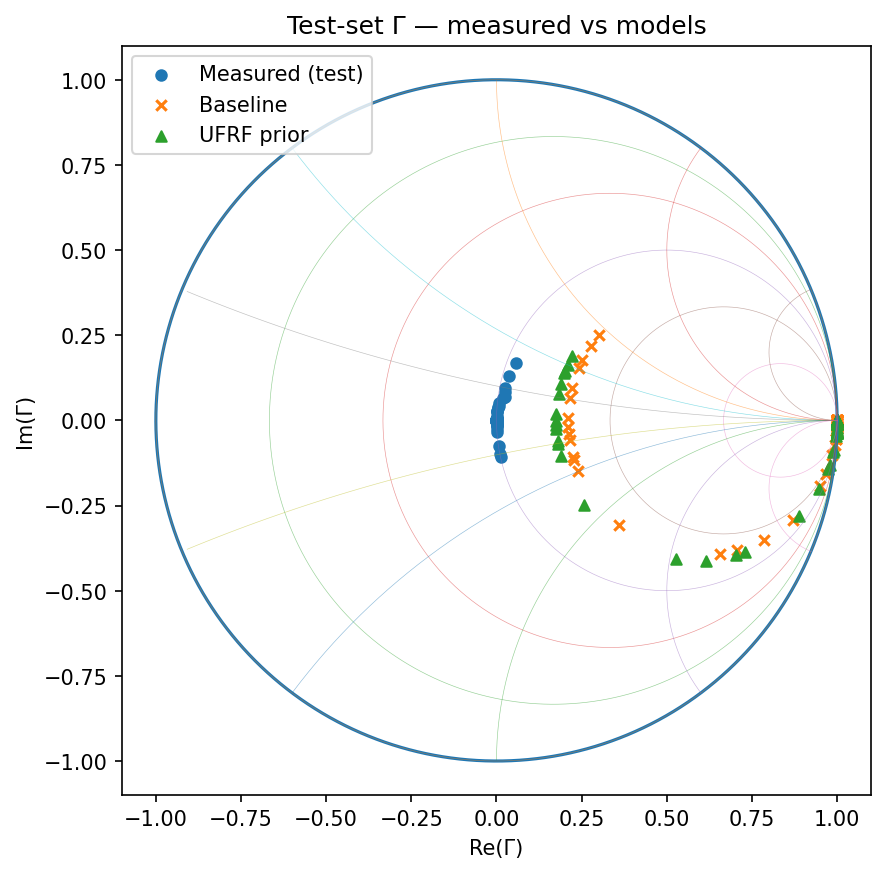 Test-set Γ — measured vs models
Measured (test)
Baseline
UFRF prior
1.00
0.75
0.50
0.25
0.00
−0.25
−0.50
−0.75
−1.00
Im(Γ)
−1.00 −0.75 −0.50 −0.25 0.00 0.25 0.50 0.75 1.00
Re(Γ)